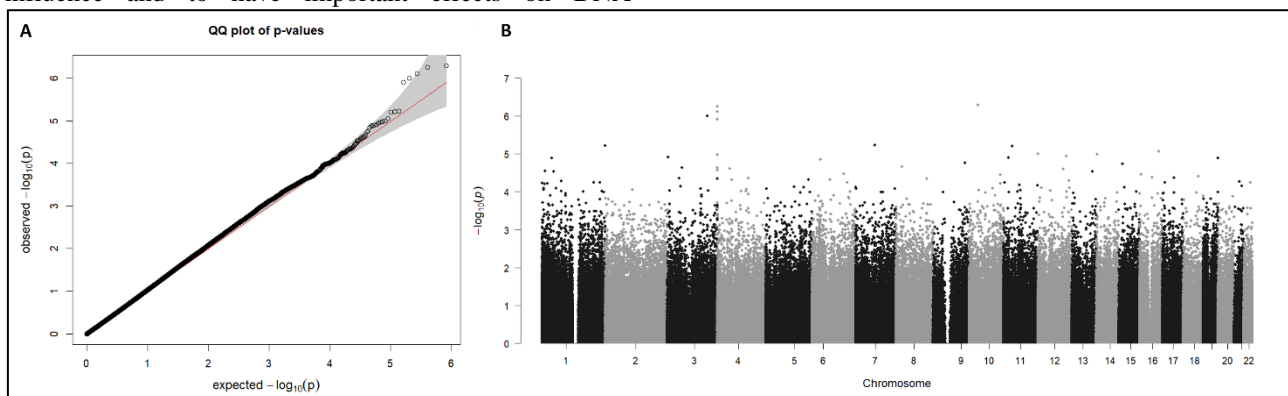 influence and to have important effects on DNA
A
QQ plot of p-values
observed −log10(p)
6
5
4
3
2
1
0
0 1 2 3 4 5 6
expected −log10(p)
B
−log10(p)
7
6
5
4
3
2
1
0
1 2 3 4 5 6 7 8 9 10 11 12 13 14 15 16 17 18 20 22
Chromosome